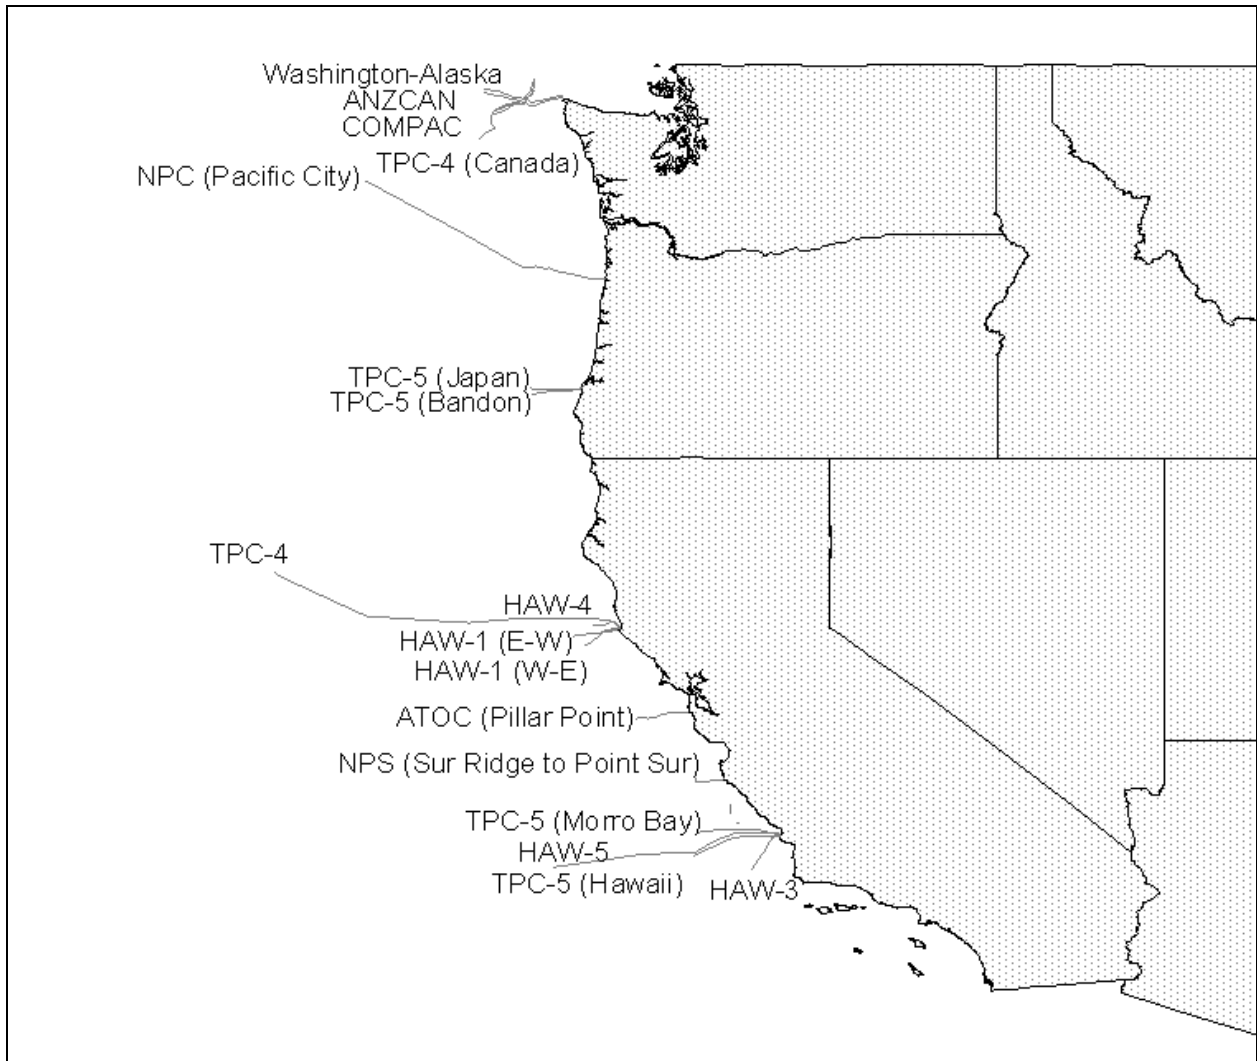 Washington-Alaska
ANZCAN
COMPAC
TPC-4 (Canada)
NPC (Pacific City)
TPC-5 (Japan)
TPC-5 (Bandon)
TPC-4
HAW-4
HAW-1 (E-W)
HAW-1 (W-E)
ATOC (Pillar Point)
NPS (Sur Ridge to Point Sur)
TPC-5 (Morro Bay)
HAW-5
TPC-5 (Hawaii)
HAW-3